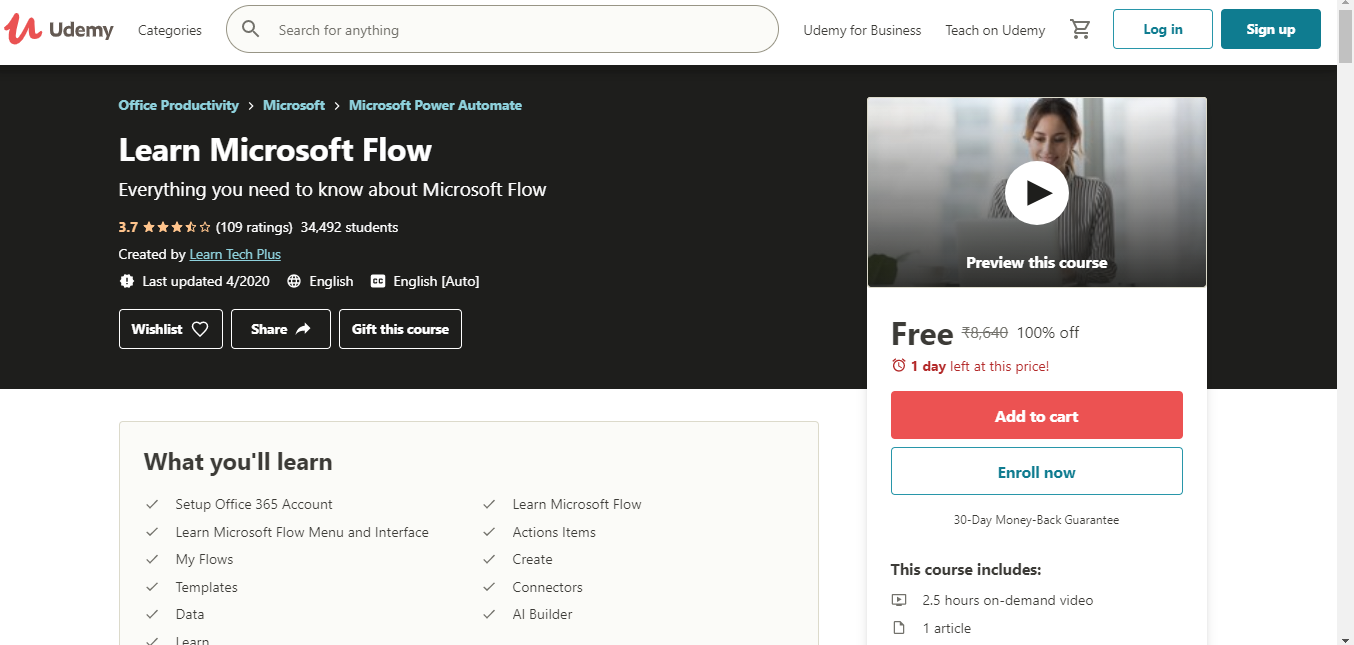 Udemy
Categories
Search for anything
Udemy for Business
Teach on Udemy
Log in
Sign up
Office Productivity > Microsoft > Microsoft Power Automate
Learn Microsoft Flow
Everything you need to know about Microsoft Flow
3.7 (109 ratings) 34,492 students
Created by Learn Tech Plus
Last updated 4/2020 English CC English [Auto]
Wishlist
Share
Gift this course
Preview this course
Free ₹8,640 100% off
1 day left at this price!
Add to cart
Enroll now
30-Day Money-Back Guarantee
This course includes:
2.5 hours on-demand video
1 article
What you'll learn
Setup Office 365 Account
Learn Microsoft Flow Menu and Interface
My Flows
Templates
Data
Learn
Learn Microsoft Flow
Actions Items
Create
Connectors
AI Builder